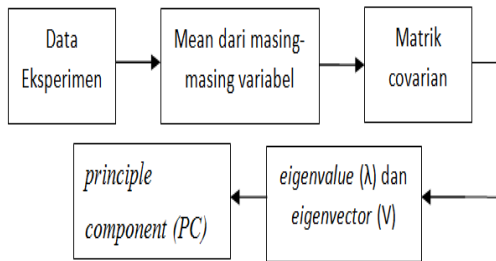 Data
Eksperimen
Mean dari masing-
masing variabel
Matrik
covarian
eigenvalue (λ) dan
eigenvector (V)
principle
component (PC)